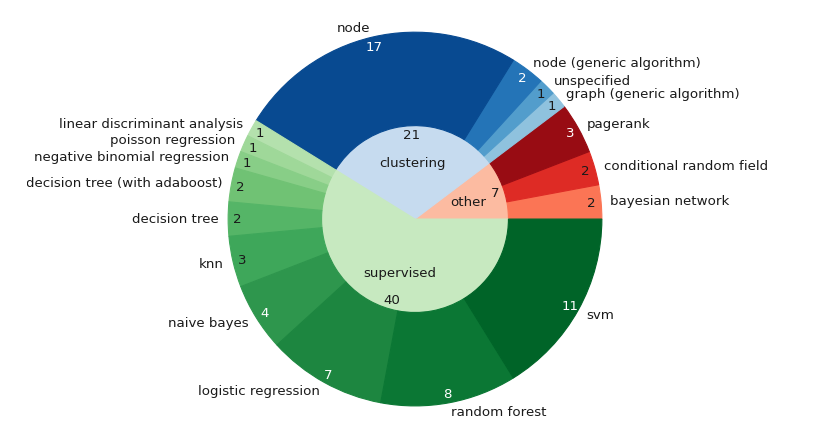 node
17
node (generic algorithm)
2
unspecified
1
graph (generic algorithm)
1
linear discriminant analysis
1
pagerank
3
21
poisson regression
1
negative binomial regression
1
clustering
conditional random field
2
decision tree (with adaboost)
2
7
other
bayesian network
2
decision tree
2
knn
3
supervised
40
naive bayes
4
svm
11
logistic regression
7
random forest
8